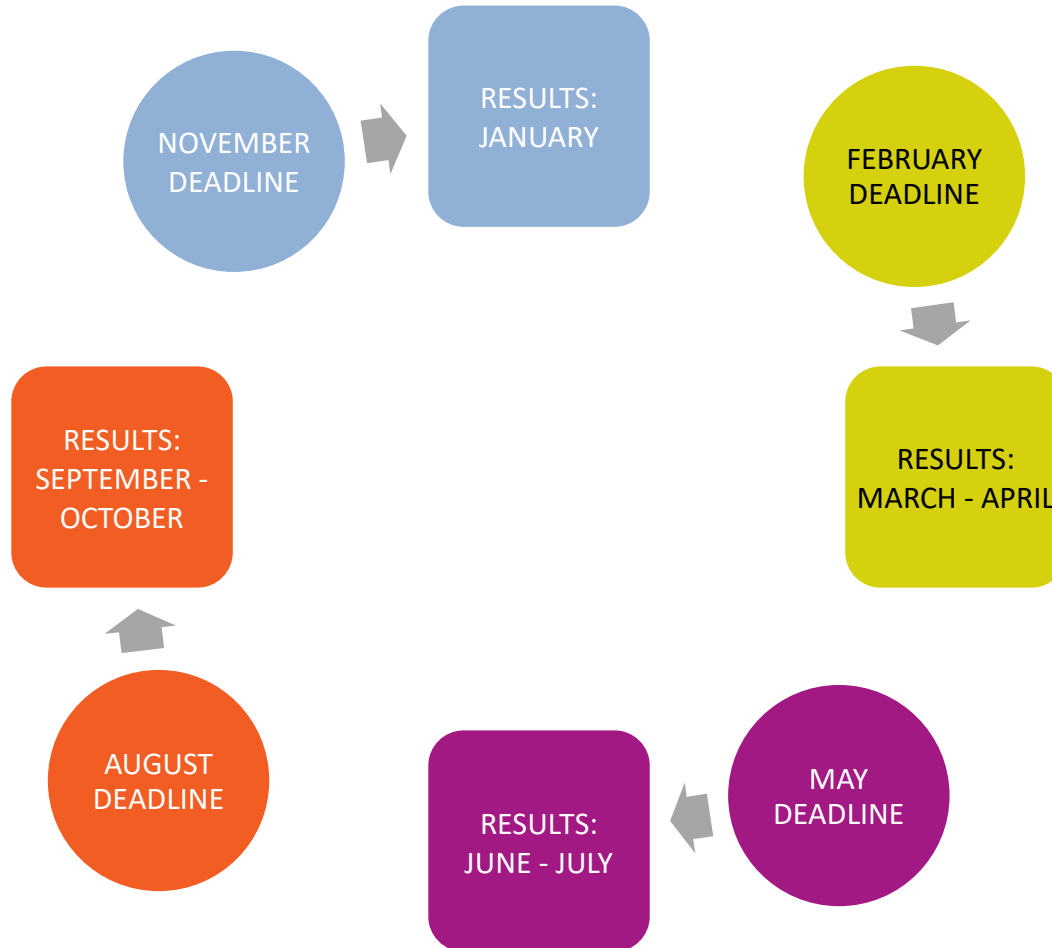 NOVEMBER
DEADLINE
RESULTS:
JANUARY
FEBRUARY
DEADLINE
RESULTS:
MARCH - APRIL
MAY
DEADLINE
RESULTS:
JUNE - JULY
AUGUST
DEADLINE
RESULTS:
SEPTEMBER -
OCTOBER